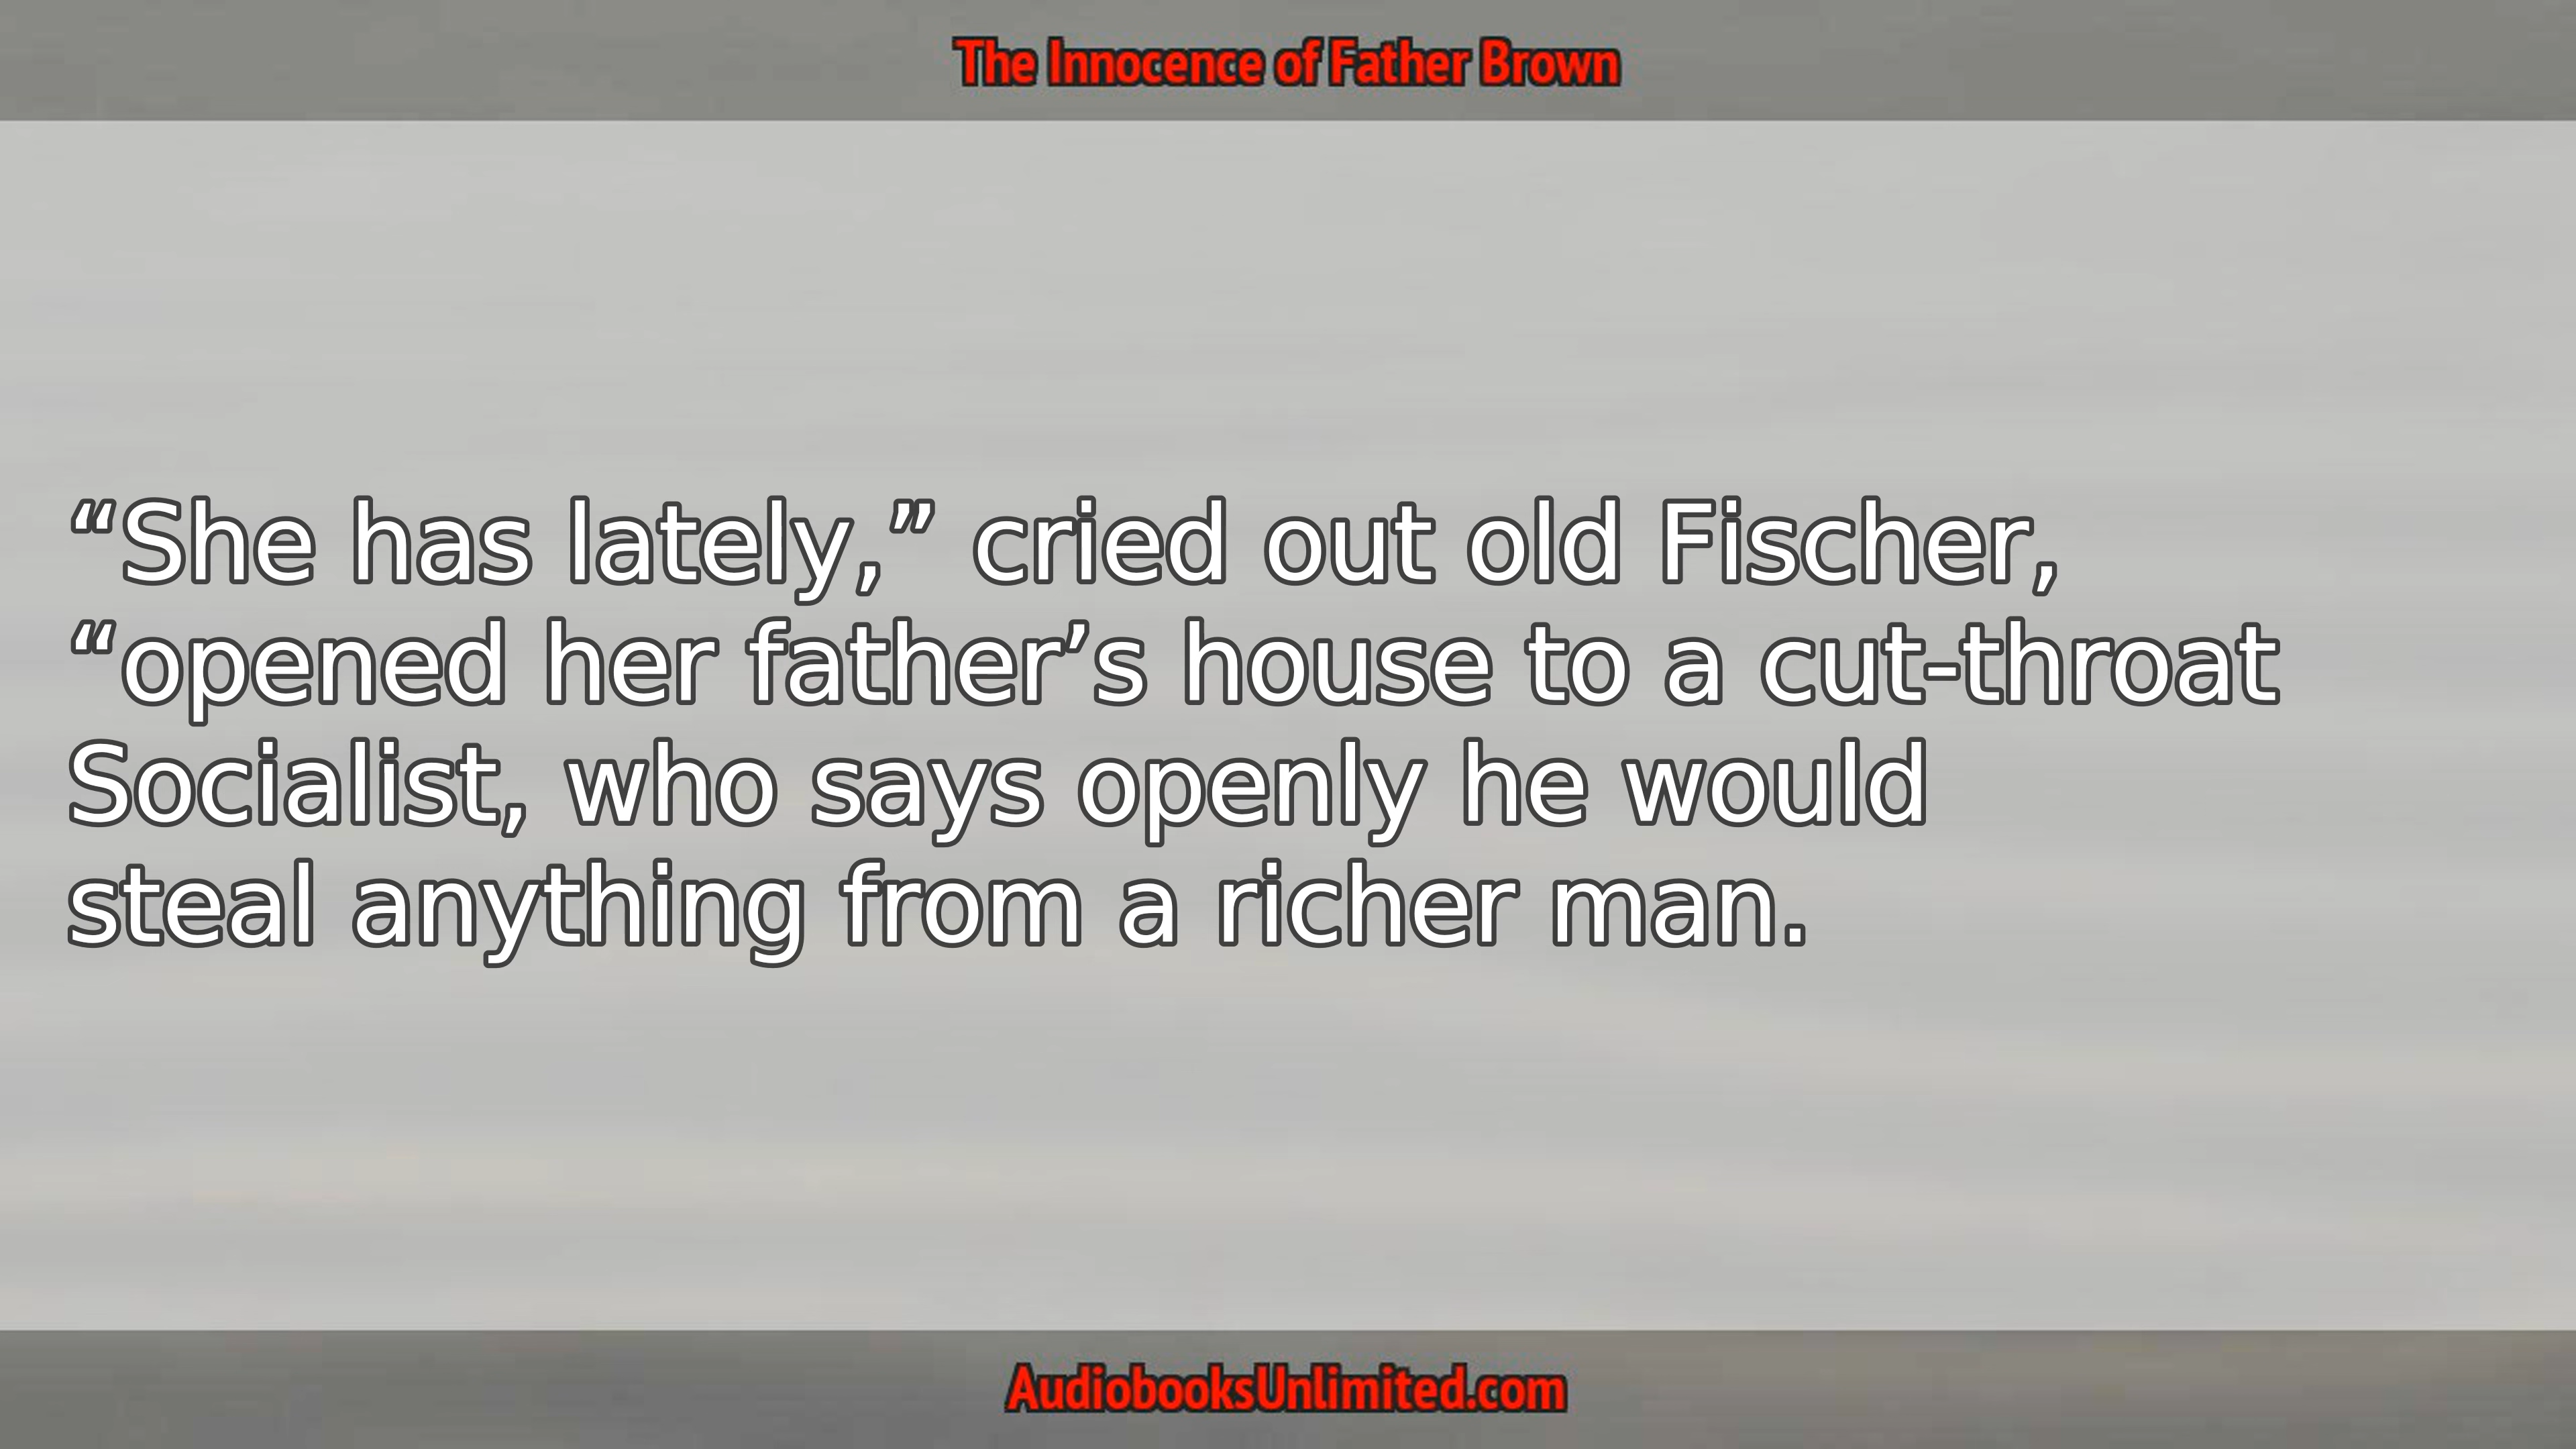 The Innocence of Father Brown
“She has lately,” cried out old Fischer,
“opened her father’s house to a cut-throat
Socialist, who says openly he would
steal anything from a richer man.
AudiobooksUnlimited.com